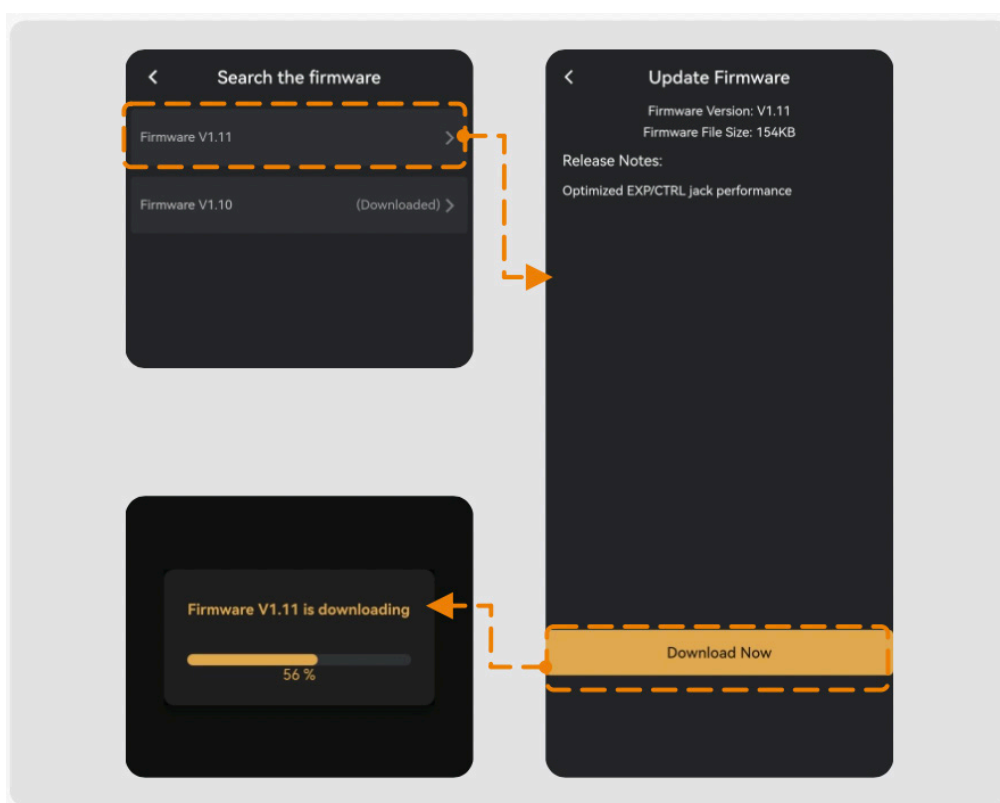 Search the firmware
Firmware V1.11
Firmware V1.10 (Downloaded)
Update Firmware
Firmware Version: V1.11
Firmware File Size: 154KB
Release Notes:
Optimized EXP/CTRL jack performance
Download Now
Firmware V1.11 is downloading
56 %